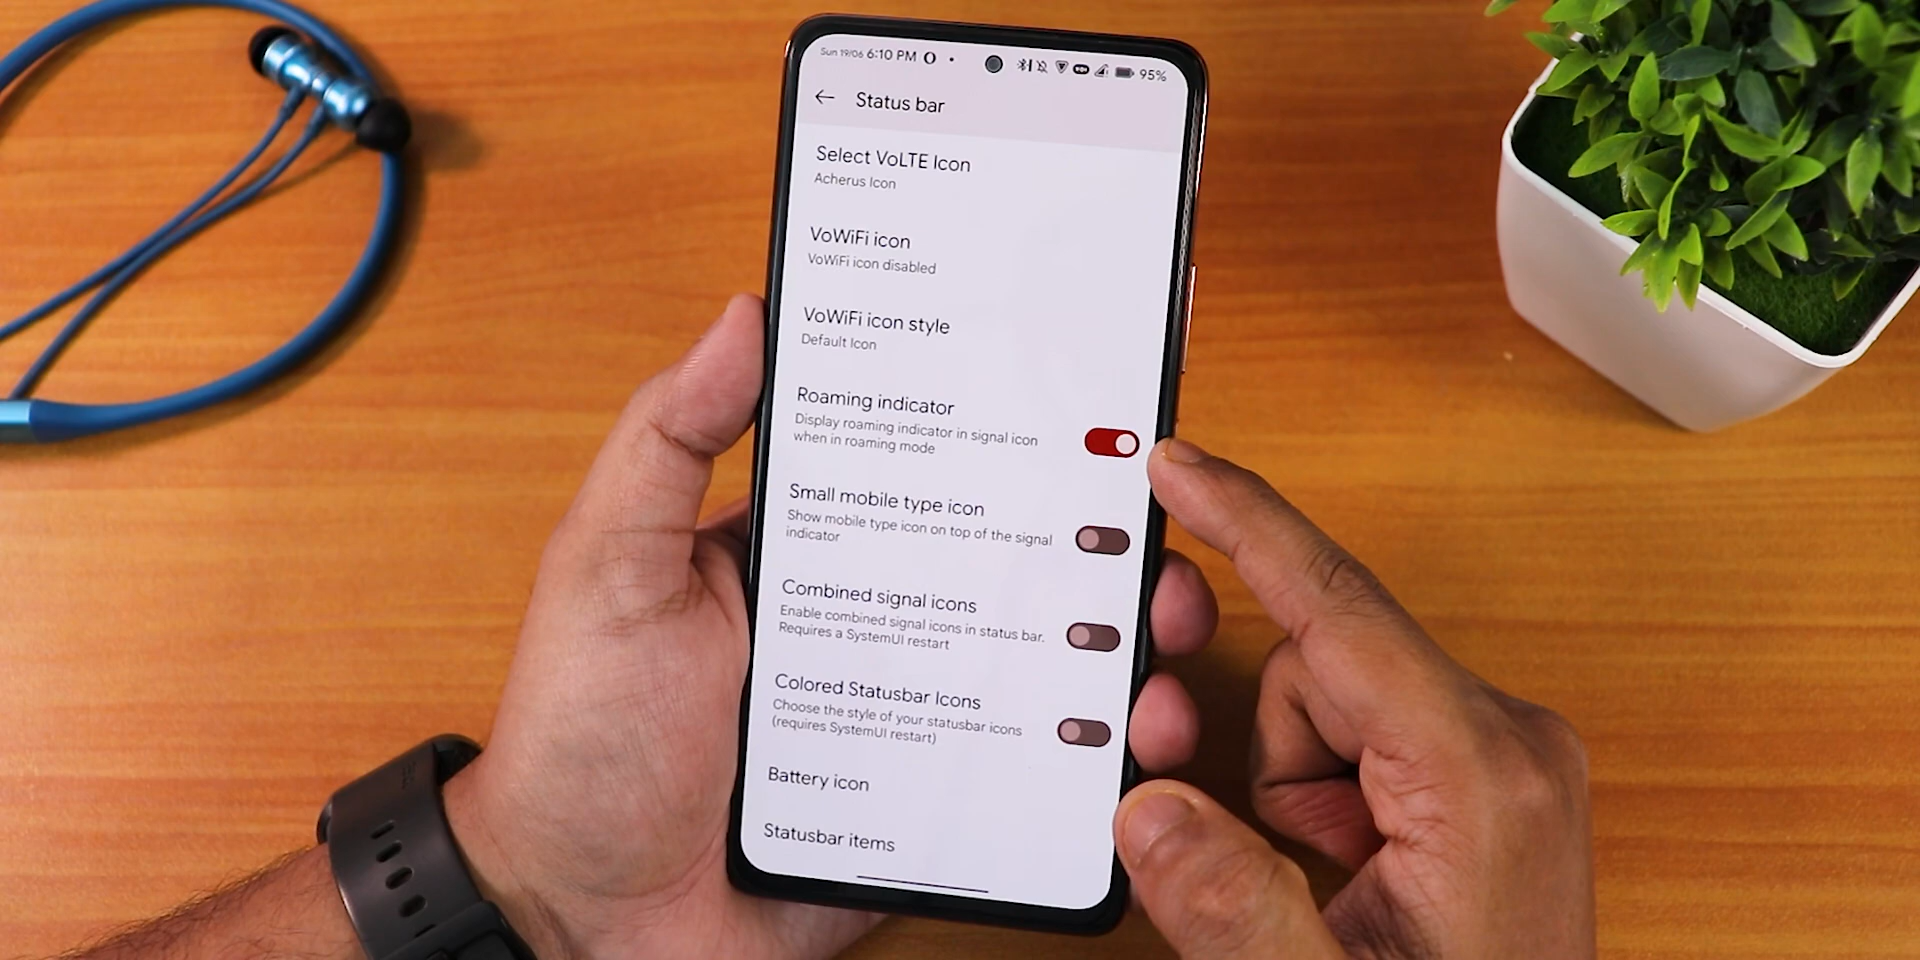 Sun 19/06 6:10 PM 95%
Status bar
Select VoLTE Icon
Acherus Icon
VoWiFi icon
VoWiFi icon disabled
VoWiFi icon style
Default Icon
Roaming indicator
Display roaming indicator in signal icon
when in roaming mode
Small mobile type icon
Show mobile type icon on top of the signal
indicator
Combined signal icons
Enable combined signal icons in status bar.
Requires a SystemUI restart
Colored Statusbar Icons
Choose the style of your statusbar icons
(requires SystemUI restart)
Battery icon
Statusbar items